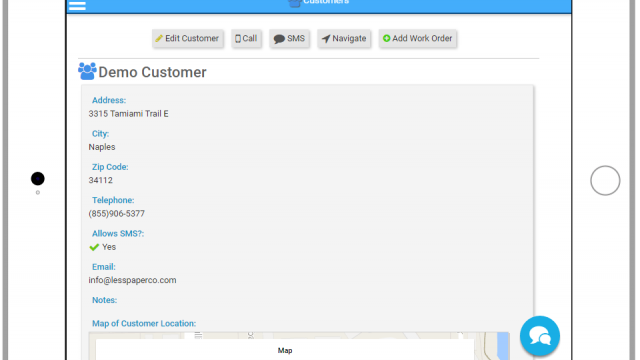 Customers
Edit Customer Call SMS Navigate Add Work Order
Demo Customer
Address:
3315 Tamiami Trail E
City:
Naples
Zip Code:
34112
Telephone:
(855)906-5377
Allows SMS?:
Yes
Email:
info@lesspaperco.com
Notes:
Map of Customer Location:
Map